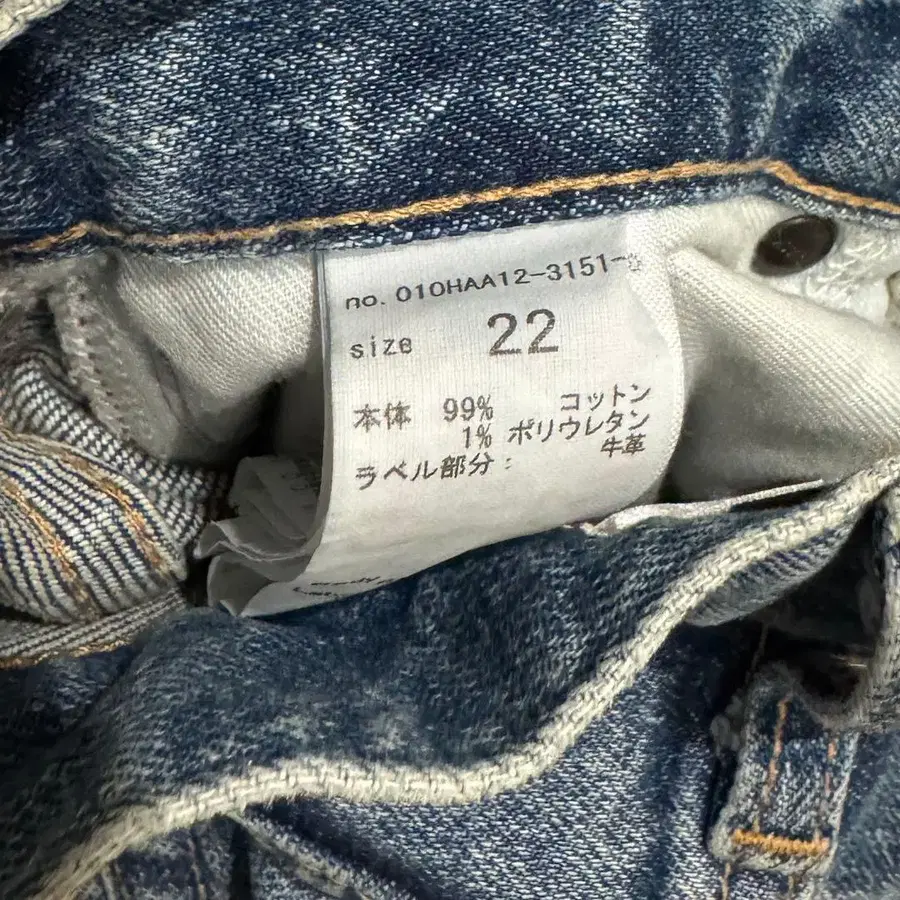 no. 010HAA12-3151-
size 22
本体 99% コットン
1% ポリウレタン
ラベル部分: 牛革